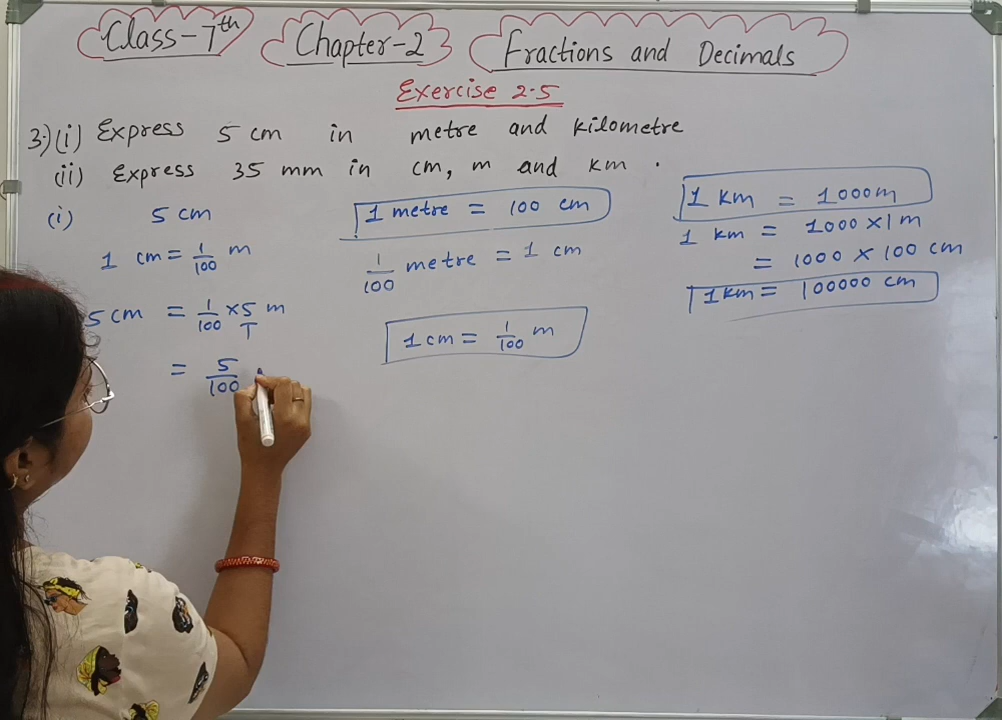 Class-7th Chapter-2 Fractions and Decimals
Exercise 2.5
3)(i) Express 5 cm in metre and kilometre
(ii) Express 35 mm in cm, m and km.
(i) 5 cm
1 cm = 1/100 m
5 cm = 1/100 × 5/1 m
= 5/100
1 metre = 100 cm
1/100 metre = 1 cm
1 cm = 1/100 m
1 km = 1000m
1 km = 1000 × 1 m
= 1000 × 100 cm
1 km = 100000 cm